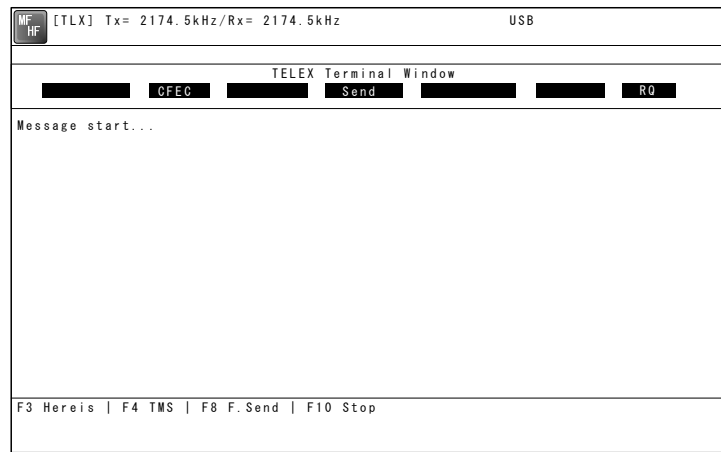 MF
HF
[TLX] Tx= 2174.5kHz/Rx= 2174.5kHz USB
TELEX Terminal Window
CFEC Send RQ
Message start...
F3 Hereis | F4 TMS | F8 F.Send | F10 Stop